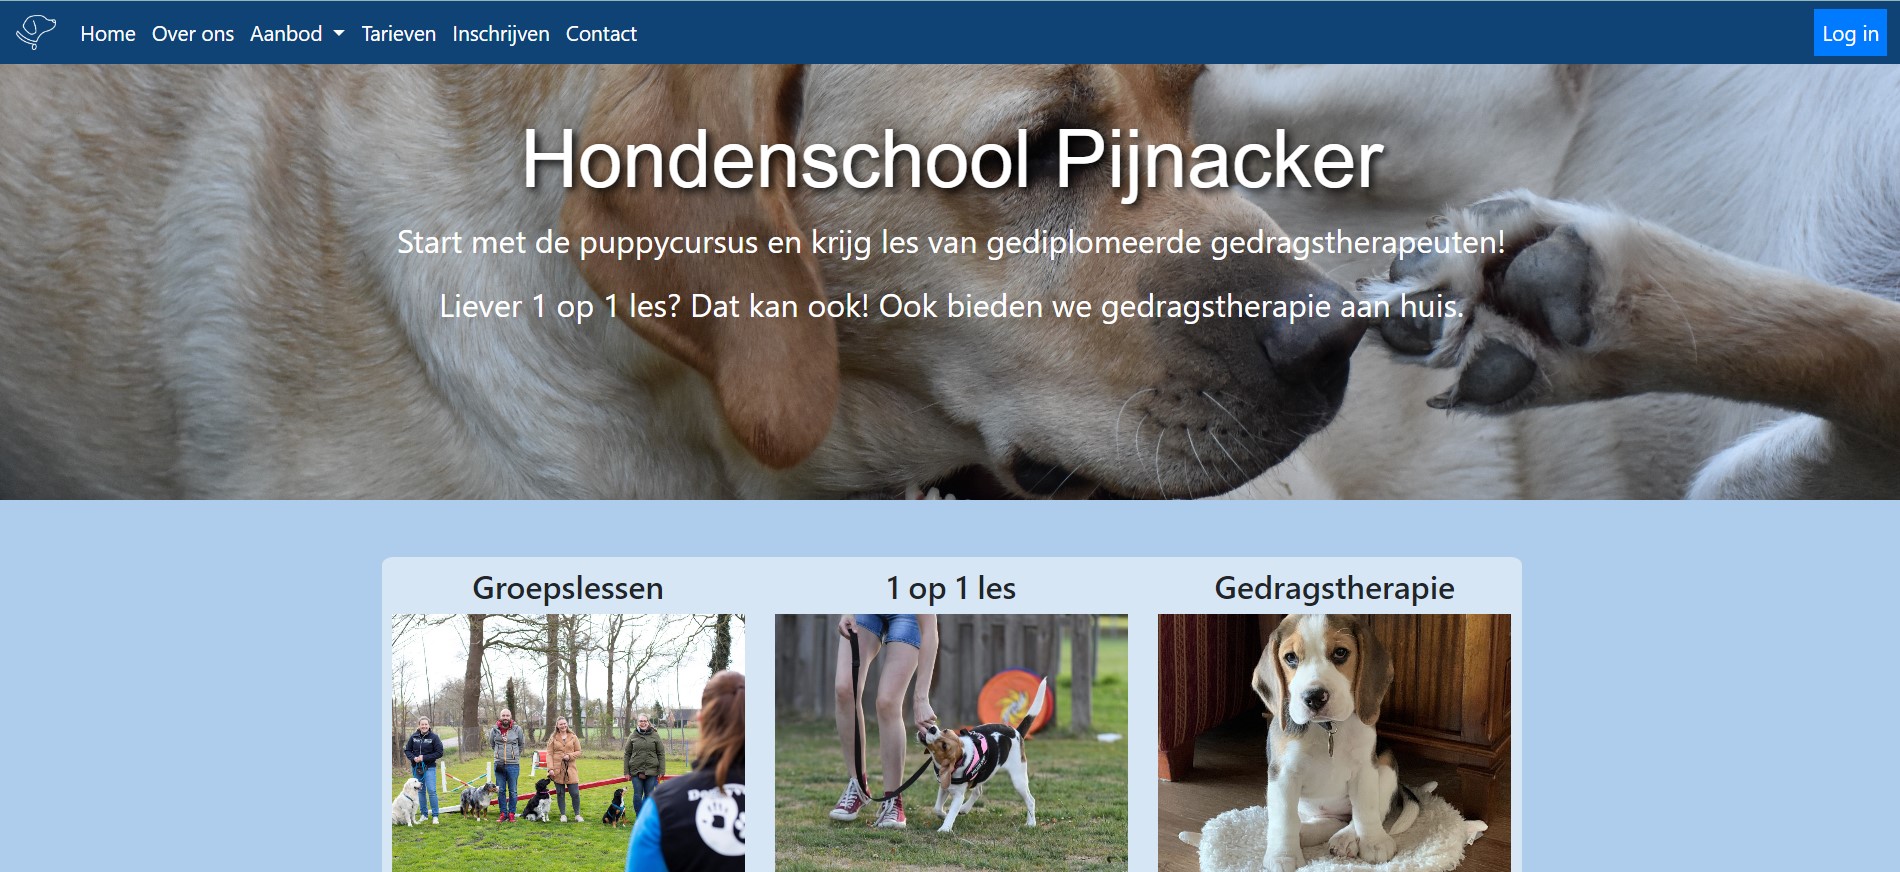 Home Over ons Aanbod Tarieven Inschrijven Contact Log in
Hondenschool Pijnacker
Start met de puppycursus en krijg les van gediplomeerde gedragstherapeuten!
Liever 1 op 1 les? Dat kan ook! Ook bieden we gedragstherapie aan huis.
Groepslessen 1 op 1 les Gedragstherapie